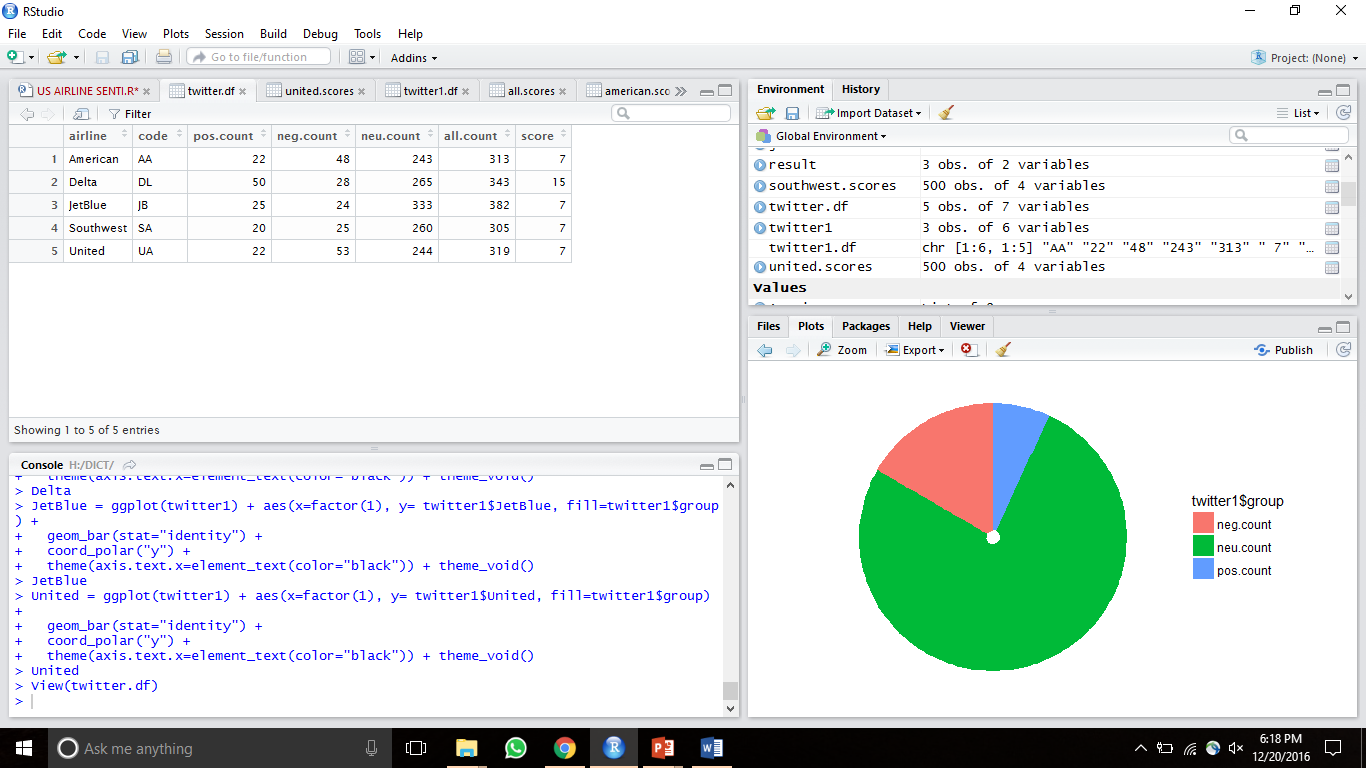 RStudio
File Edit Code View Plots Session Build Debug Tools Help
Go to file/function Addins Project: (None)
US AIRLINE SENTI.R* twitter.df united.scores twitter1.df all.scores american.sco
Filter
airline code pos.count neg.count neu.count all.count score
1 American AA 22 48 243 313 7
2 Delta DL 50 28 265 343 15
3 JetBlue JB 25 24 333 382 7
4 Southwest SA 20 25 260 305 7
5 United UA 22 53 244 319 7
Showing 1 to 5 of 5 entries
Console H:/DICT/
+   theme(axis.text.x=element_text(color="black")) + theme_void()
> Delta
> JetBlue = ggplot(twitter1) + aes(x=factor(1), y= twitter1$JetBlue, fill=twitter1$group
) +
+   geom_bar(stat="identity") +
+   coord_polar("y") +
+   theme(axis.text.x=element_text(color="black")) + theme_void()
> JetBlue
> United = ggplot(twitter1) + aes(x=factor(1), y= twitter1$United, fill=twitter1$group)
+
+   geom_bar(stat="identity") +
+   coord_polar("y") +
+   theme(axis.text.x=element_text(color="black")) + theme_void()
> United
> View(twitter.df)
>
Environment History
Import Dataset List
Global Environment
result 3 obs. of 2 variables
southwest.scores 500 obs. of 4 variables
twitter.df 5 obs. of 7 variables
twitter1 3 obs. of 6 variables
twitter1.df chr [1:6, 1:5] "AA" "22" "48" "243" "313" " 7" "…
united.scores 500 obs. of 4 variables
Values
Files Plots Packages Help Viewer
Zoom Export Publish
twitter1$group
neg.count
neu.count
pos.count
Ask me anything
6:18 PM
12/20/2016